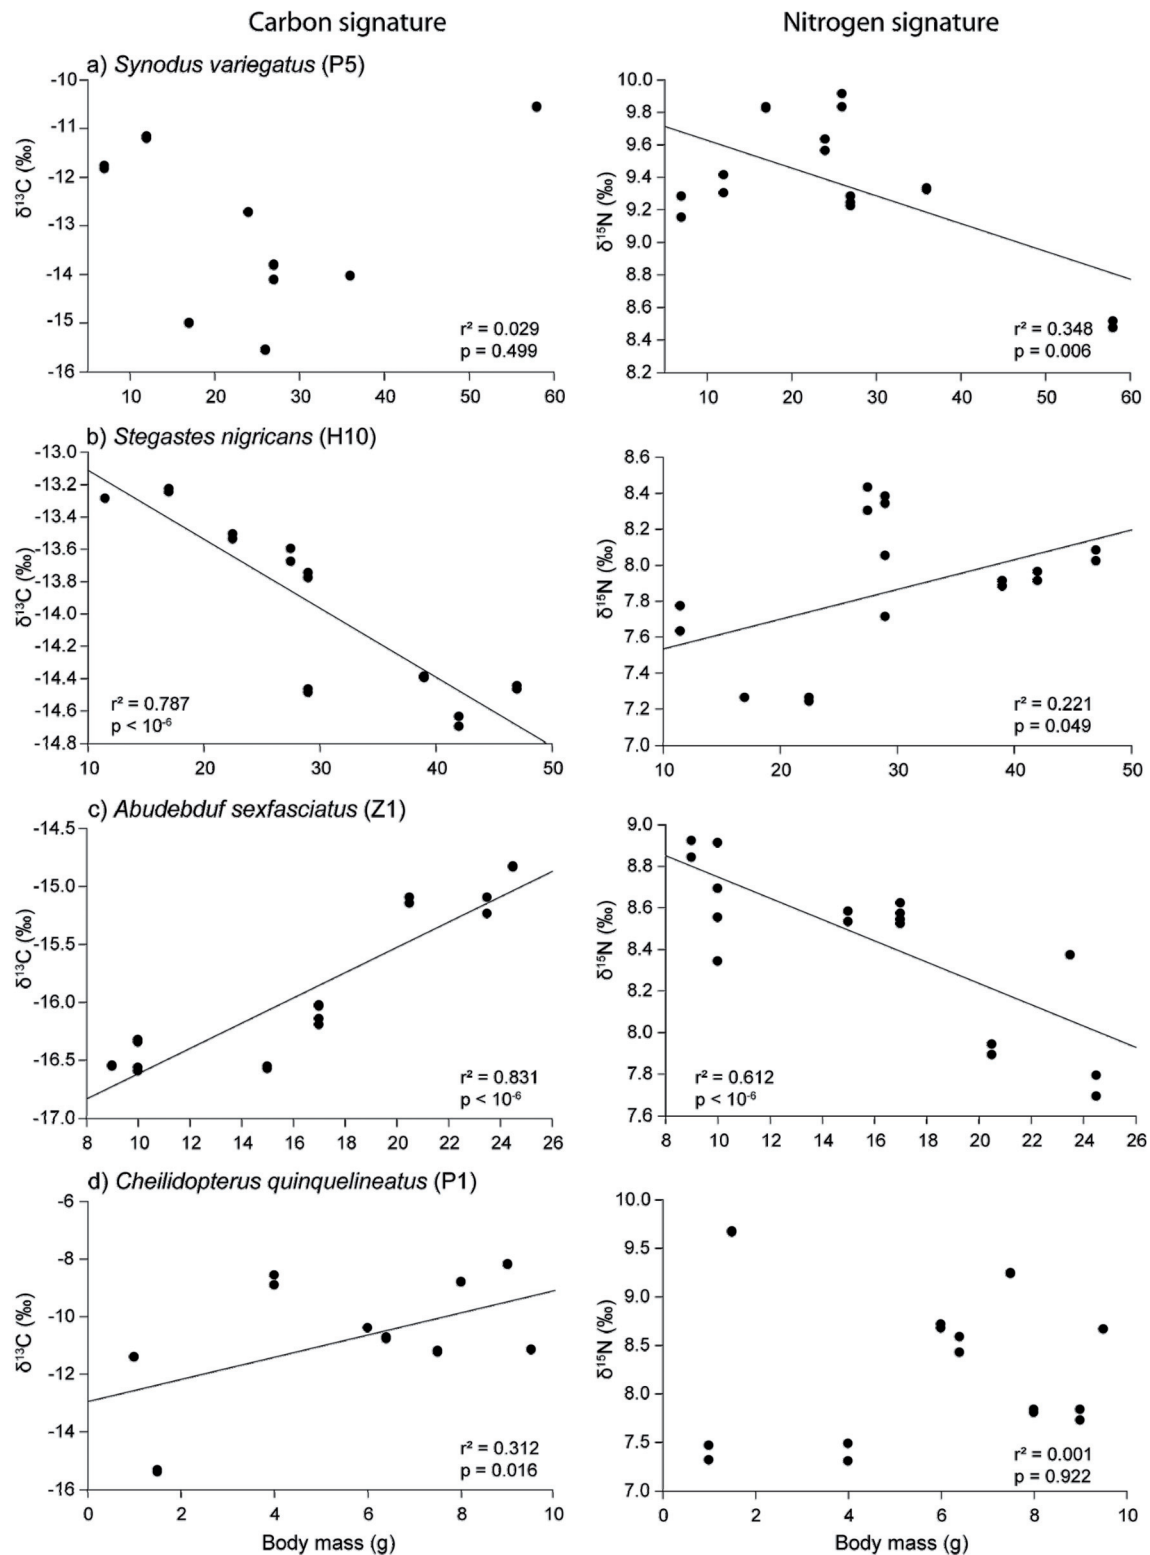 Carbon signature
Nitrogen signature
a) Synodus variegatus (P5)
δ¹³C (‰)
-10
-11
-12
-13
-14
-15
-16
10 20 30 40 50 60
r² = 0.029
p = 0.499
δ¹⁵N (‰)
10.0
9.8
9.6
9.4
9.2
9.0
8.8
8.6
8.4
8.2
10 20 30 40 50 60
r² = 0.348
p = 0.006
b) Stegastes nigricans (H10)
δ¹³C (‰)
-13.0
-13.2
-13.4
-13.6
-13.8
-14.0
-14.2
-14.4
-14.6
-14.8
10 20 30 40 50
r² = 0.787
p < 10⁻⁶
δ¹⁵N (‰)
8.6
8.4
8.2
8.0
7.8
7.6
7.4
7.2
7.0
10 20 30 40 50
r² = 0.221
p = 0.049
c) Abudebduf sexfasciatus (Z1)
δ¹³C (‰)
-14.5
-15.0
-15.5
-16.0
-16.5
-17.0
8 10 12 14 16 18 20 22 24 26
r² = 0.831
p < 10⁻⁶
δ¹⁵N (‰)
9.0
8.8
8.6
8.4
8.2
8.0
7.8
7.6
8 10 12 14 16 18 20 22 24 26
r² = 0.612
p < 10⁻⁶
d) Cheilidopterus quinquelineatus (P1)
δ¹³C (‰)
-6
-8
-10
-12
-14
-16
0 2 4 6 8 10
r² = 0.312
p = 0.016
Body mass (g)
δ¹⁵N (‰)
10.0
9.5
9.0
8.5
8.0
7.5
7.0
0 2 4 6 8 10
r² = 0.001
p = 0.922
Body mass (g)